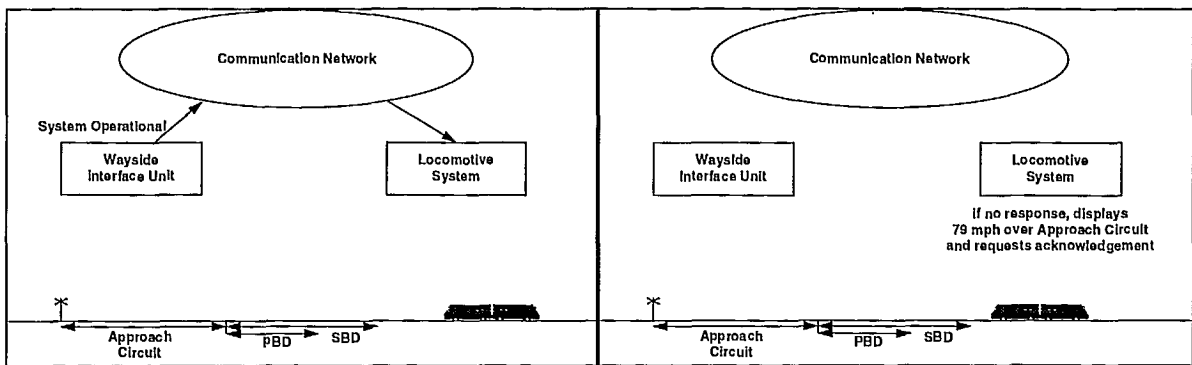 Communication Network
System Operational
Wayside
Interface Unit
Locomotive
System
Approach
Circuit
PBD
SBD
Communication Network
Wayside
Interface Unit
Locomotive
System
If no response, displays
79 mph over Approach Circuit
and requests acknowledgement
Approach
Circuit
PBD
SBD